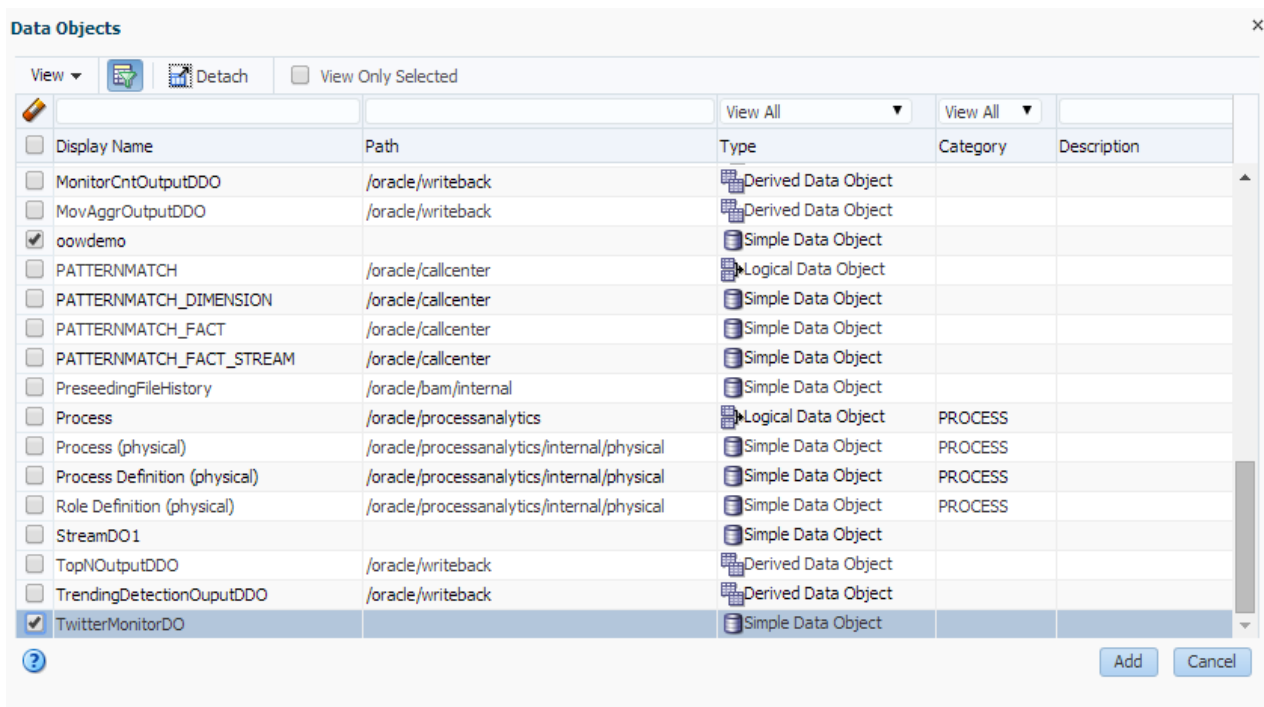 Data Objects
View Detach View Only Selected
View All View All
Display Name Path Type Category Description
MonitorCntOutputDDO /oracle/writeback Derived Data Object
MovAggrOutputDDO /oracle/writeback Derived Data Object
oowdemo Simple Data Object
PATTERNMATCH /oracle/callcenter Logical Data Object
PATTERNMATCH_DIMENSION /oracle/callcenter Simple Data Object
PATTERNMATCH_FACT /oracle/callcenter Simple Data Object
PATTERNMATCH_FACT_STREAM /oracle/callcenter Simple Data Object
PreseedingFileHistory /oracle/bam/internal Simple Data Object
Process /oracle/processanalytics Logical Data Object PROCESS
Process (physical) /oracle/processanalytics/internal/physical Simple Data Object PROCESS
Process Definition (physical) /oracle/processanalytics/internal/physical Simple Data Object PROCESS
Role Definition (physical) /oracle/processanalytics/internal/physical Simple Data Object PROCESS
StreamDO1 Simple Data Object
TopNOutputDDO /oracle/writeback Derived Data Object
TrendingDetectionOuputDDO /oracle/writeback Derived Data Object
TwitterMonitorDO Simple Data Object
? Add Cancel